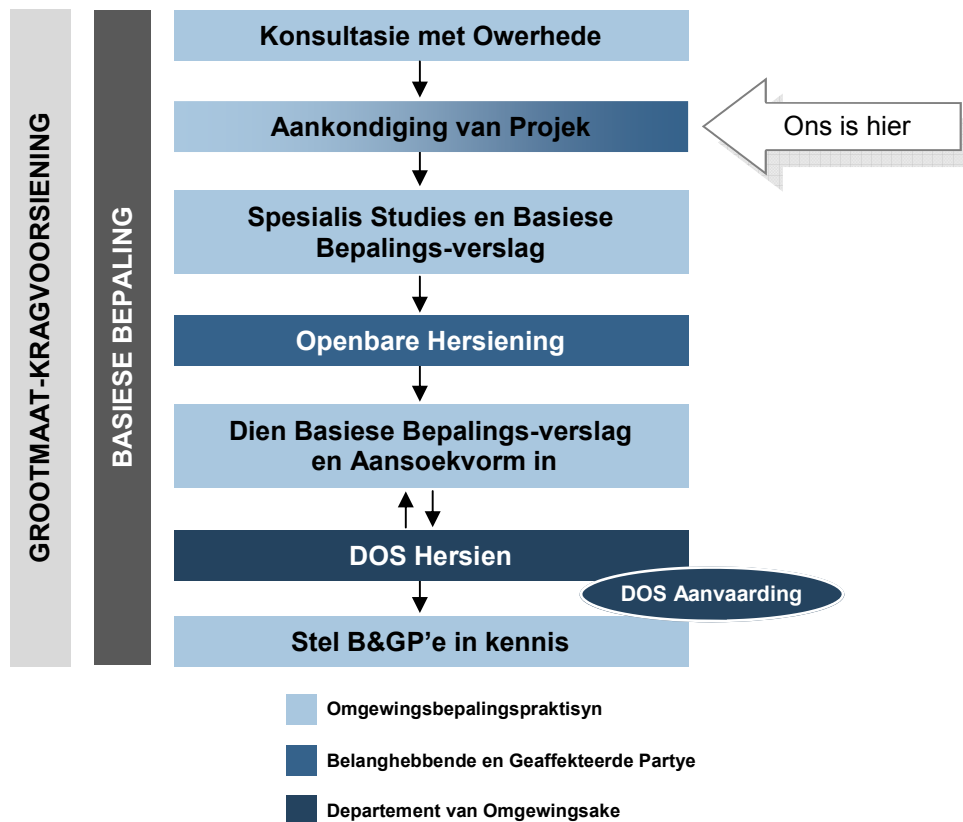 GROOTMAAT-KRAGVOORSIENING
BASIESE BEPALING
Konsultasie met Owerhede
Aankondiging van Projek
Ons is hier
Spesialis Studies en Basiese
Bepalings-verslag
Openbare Hersiening
Dien Basiese Bepalings-verslag
en Aansoekvorm in
DOS Hersien
DOS Aanvaarding
Stel B&GP’e in kennis
Omgewingsbepalingspraktisyn
Belanghebbende en Geaffekteerde Partye
Departement van Omgewingsake